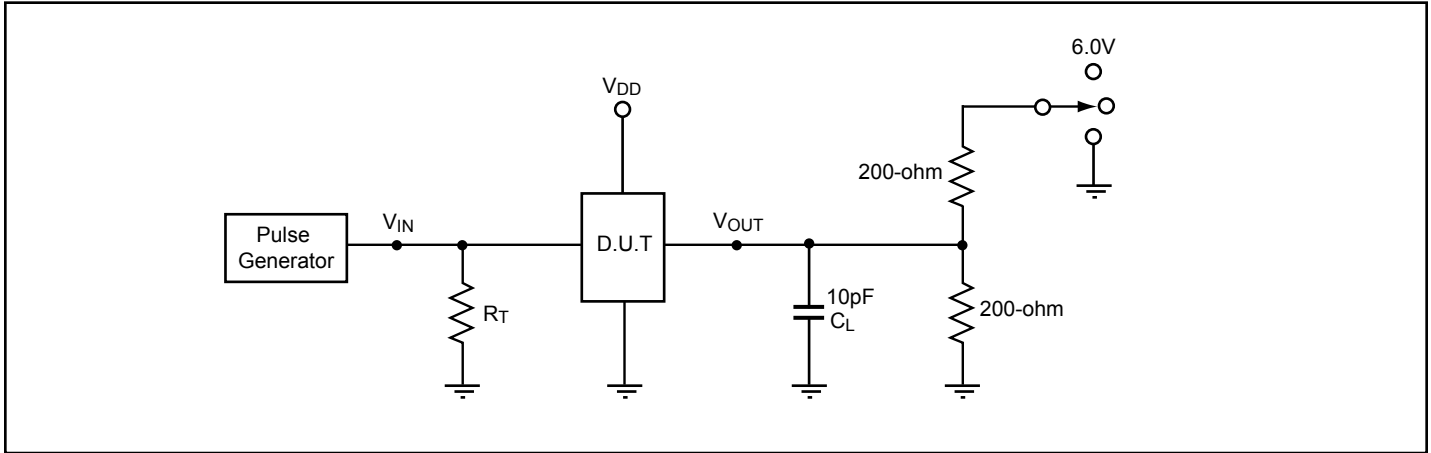 6.0V
VDD
200-ohm
Pulse
Generator
VIN
D.U.T
VOUT
RT
10pF
CL
200-ohm